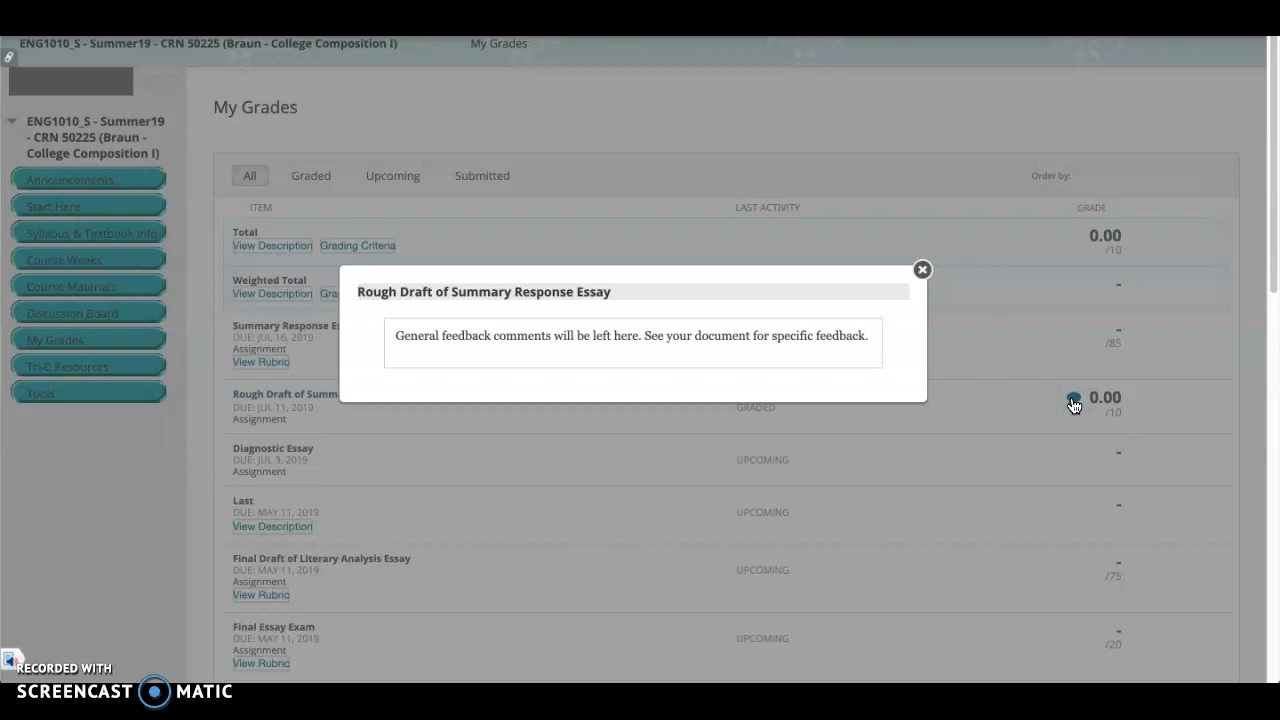 ENG1010_S - Summer19 - CRN 50225 (Braun - College Composition I)
My Grades
My Grades
ENG1010_S - Summer19
- CRN 50225 (Braun -
College Composition I)
Announcements
Start Here
Syllabus & Textbook Info
Course Weeks
Course Materials
Discussion Board
My Grades
Tri-C Resources
Tools
All Graded Upcoming Submitted Order by:
ITEM LAST ACTIVITY GRADE
Total 0.00
View Description Grading Criteria /10
Weighted Total -
View Description Gra
Rough Draft of Summary Response Essay
General feedback comments will be left here. See your document for specific feedback.
Summary Response Es -
DUE: JUL 16, 2019 /85
Assignment
View Rubric
Rough Draft of Summ 0.00
DUE: JUL 11, 2019 GRADED /10
Assignment
Diagnostic Essay -
DUE: JUL 3, 2019 UPCOMING
Assignment
Last -
DUE: MAY 11, 2019 UPCOMING
View Description
Final Draft of Literary Analysis Essay -
DUE: MAY 11, 2019 UPCOMING /75
Assignment
View Rubric
Final Essay Exam -
DUE: MAY 11, 2019 UPCOMING /20
Assignment
View Rubric
RECORDED WITH
SCREENCAST MATIC